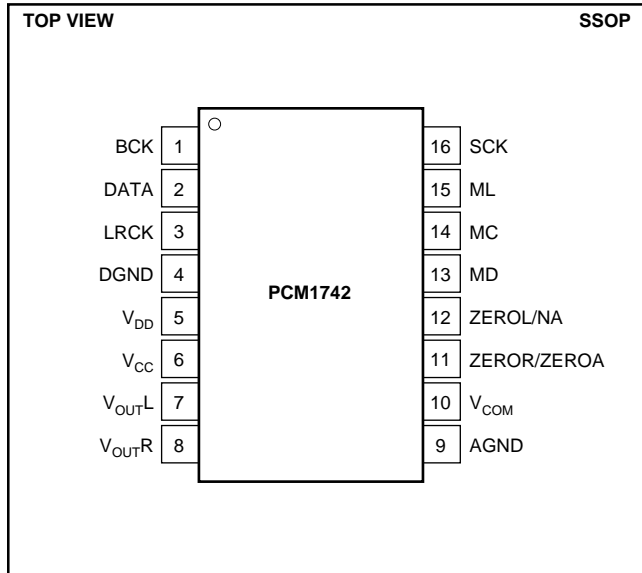 TOP VIEW SSOP
BCK 1 16 SCK
DATA 2 15 ML
LRCK 3 14 MC
DGND 4 13 MD
PCM1742
VDD 5 12 ZEROL/NA
VCC 6 11 ZEROR/ZEROA
VOUTL 7 10 VCOM
VOUTR 8 9 AGND